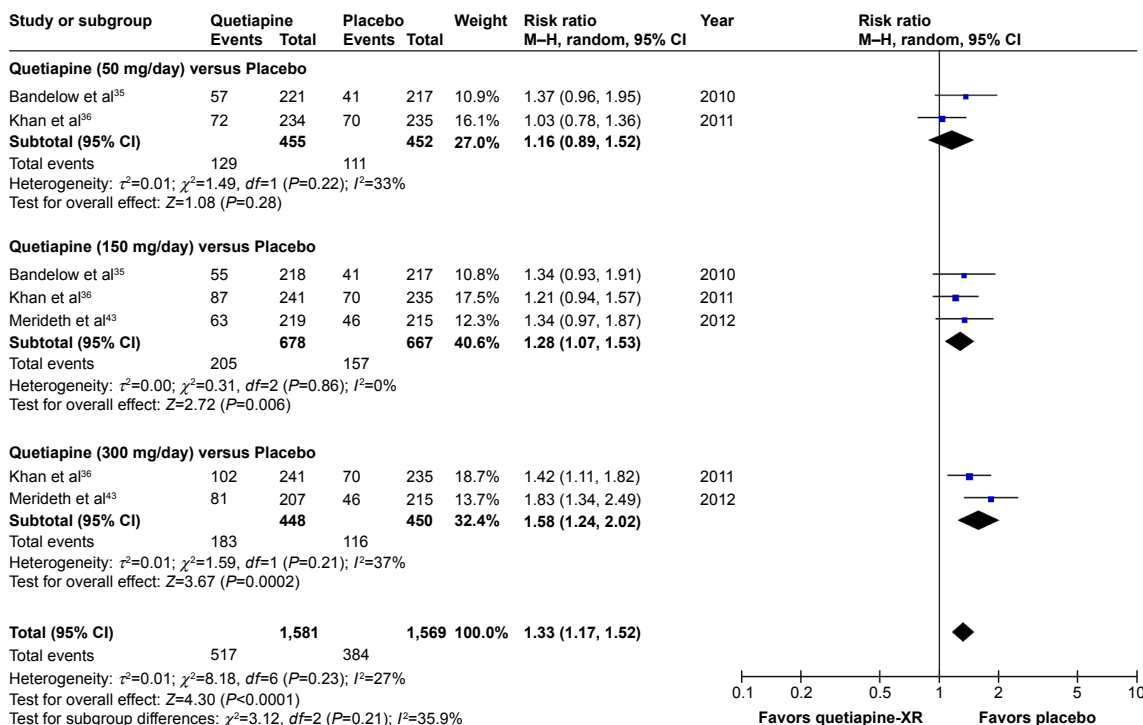 Study or subgroup Quetiapine Placebo Weight Risk ratio Year Risk ratio
Events Total Events Total M–H, random, 95% CI M–H, random, 95% CI
Quetiapine (50 mg/day) versus Placebo
Bandelow et al³⁵ 57 221 41 217 10.9% 1.37 (0.96, 1.95) 2010
Khan et al³⁶ 72 234 70 235 16.1% 1.03 (0.78, 1.36) 2011
Subtotal (95% CI) 455 452 27.0% 1.16 (0.89, 1.52)
Total events 129 111
Heterogeneity: τ²=0.01; χ²=1.49, df=1 (P=0.22); I²=33%
Test for overall effect: Z=1.08 (P=0.28)
Quetiapine (150 mg/day) versus Placebo
Bandelow et al³⁵ 55 218 41 217 10.8% 1.34 (0.93, 1.91) 2010
Khan et al³⁶ 87 241 70 235 17.5% 1.21 (0.94, 1.57) 2011
Merideth et al⁴³ 63 219 46 215 12.3% 1.34 (0.97, 1.87) 2012
Subtotal (95% CI) 678 667 40.6% 1.28 (1.07, 1.53)
Total events 205 157
Heterogeneity: τ²=0.00; χ²=0.31, df=2 (P=0.86); I²=0%
Test for overall effect: Z=2.72 (P=0.006)
Quetiapine (300 mg/day) versus Placebo
Khan et al³⁶ 102 241 70 235 18.7% 1.42 (1.11, 1.82) 2011
Merideth et al⁴³ 81 207 46 215 13.7% 1.83 (1.34, 2.49) 2012
Subtotal (95% CI) 448 450 32.4% 1.58 (1.24, 2.02)
Total events 183 116
Heterogeneity: τ²=0.01; χ²=1.59, df=1 (P=0.21); I²=37%
Test for overall effect: Z=3.67 (P=0.0002)
Total (95% CI) 1,581 1,569 100.0% 1.33 (1.17, 1.52)
Total events 517 384
Heterogeneity: τ²=0.01; χ²=8.18, df=6 (P=0.23); I²=27%
Test for overall effect: Z=4.30 (P<0.0001)
Test for subgroup differences: χ²=3.12, df=2 (P=0.21); I²=35.9%
0.1 0.2 0.5 1 2 5 10
Favors quetiapine-XR Favors placebo